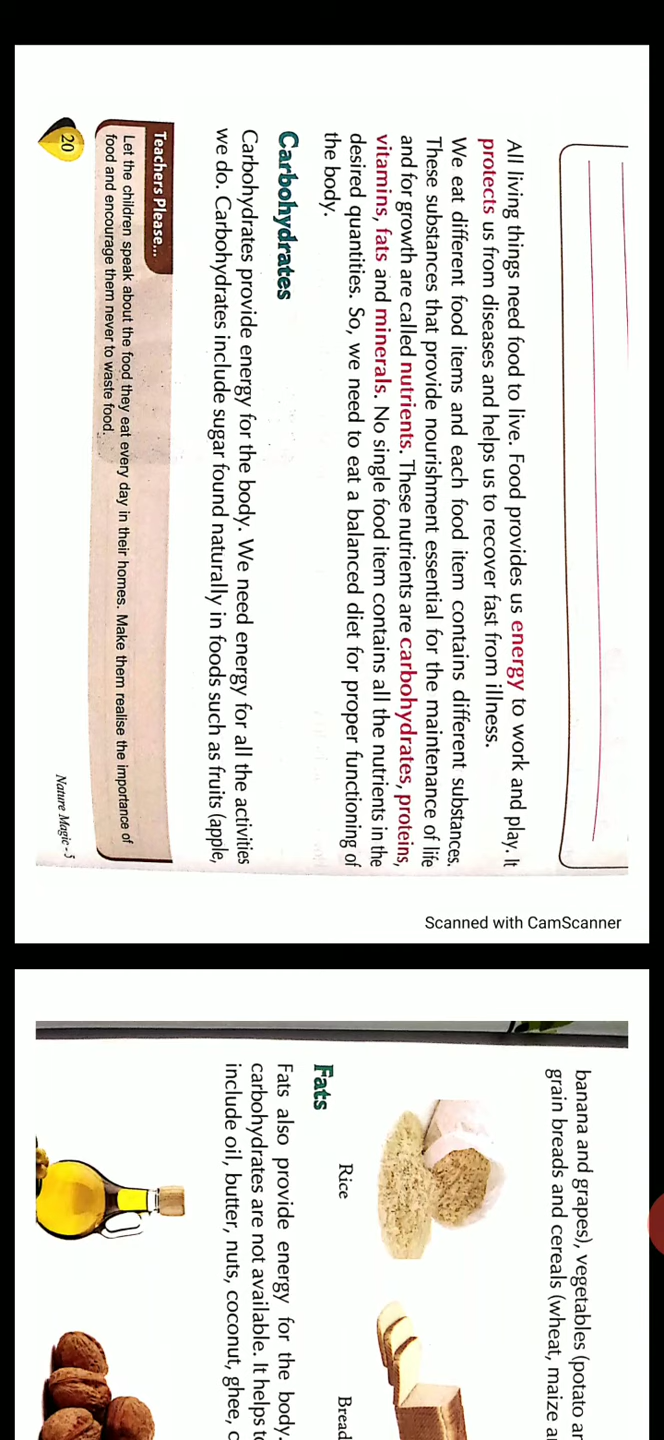 All living things need food to live. Food provides us energy to work and play. It
protects us from diseases and helps us to recover fast from illness.
We eat different food items and each food item contains different substances.
These substances that provide nourishment essential for the maintenance of life
and for growth are called nutrients. These nutrients are carbohydrates, proteins,
vitamins, fats and minerals. No single food item contains all the nutrients in the
desired quantities. So, we need to eat a balanced diet for proper functioning of
the body.
Carbohydrates
Carbohydrates provide energy for the body. We need energy for all the activities
we do. Carbohydrates include sugar found naturally in foods such as fruits (apple,
Teachers Please...
Let the children speak about the food they eat every day in their homes. Make them realise the importance of
food and encourage them never to waste food.
20
Nature Magic - 5
Scanned with CamScanner
banana and grapes), vegetables (potato
grain breads and cereals (wheat, maize
Rice
Bread
Fats
Fats also provide energy for the body.
carbohydrates are not available. It helps
include oil, butter, nuts, coconut, ghee,